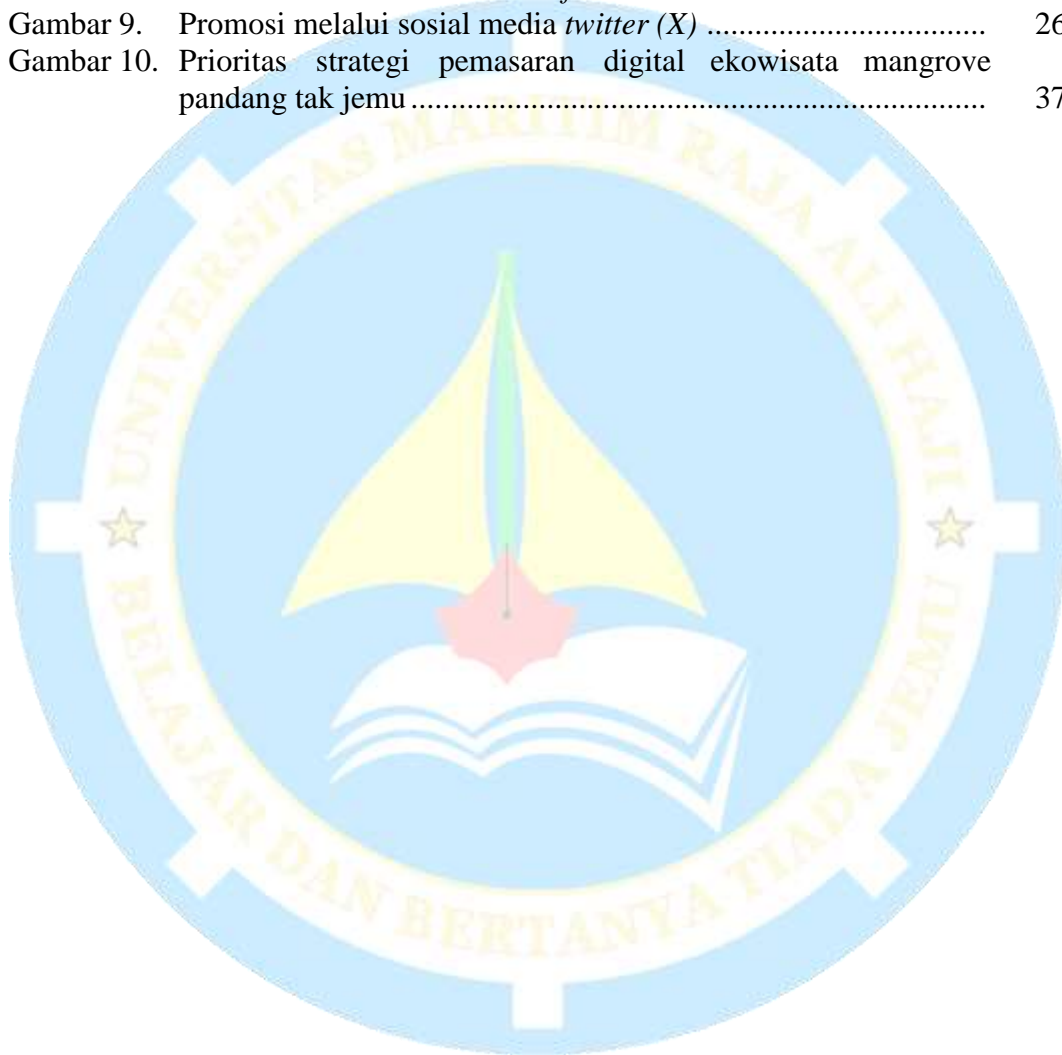 Gambar 9. Promosi melalui sosial media twitter (X) ................................... 26
Gambar 10. Prioritas strategi pemasaran digital ekowisata mangrove
pandang tak jemu ........................................................................ 37
UNIVERSITAS MARITIM RAJA ALI HAJI
BELAJAR DAN BERTANYA TIADA JEMU